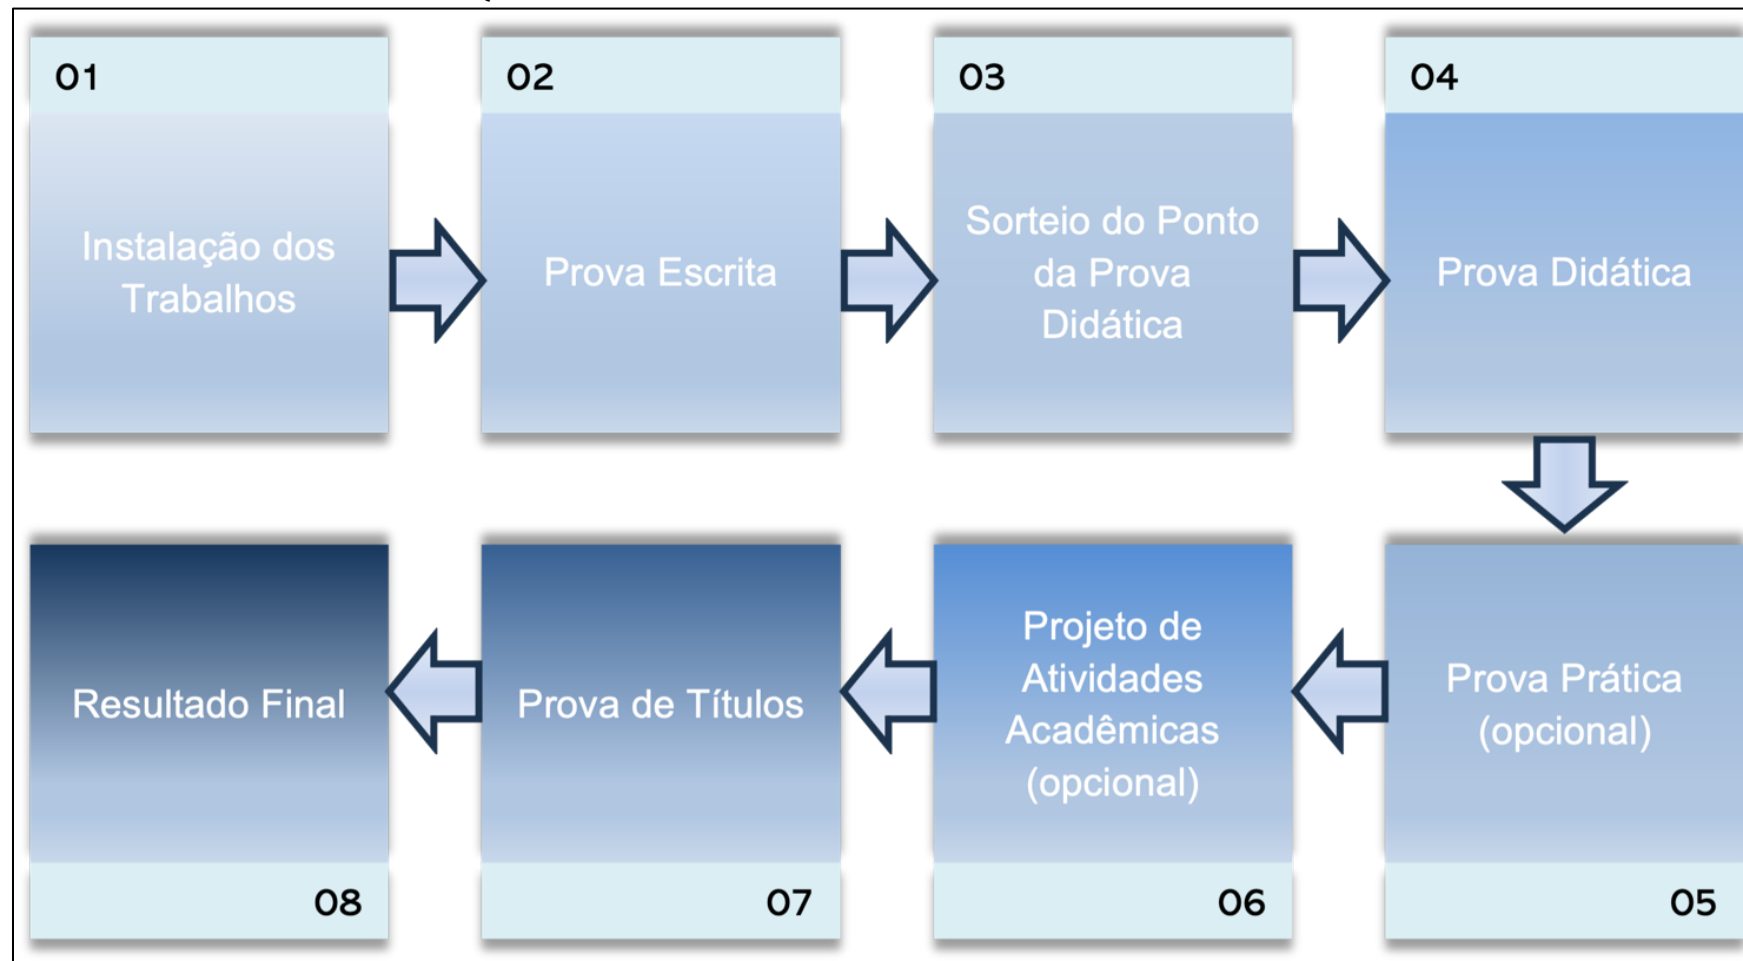 01
Instalação dos
Trabalhos
02
Prova Escrita
03
Sorteio do Ponto
da Prova
Didática
04
Prova Didática
Prova Prática
(opcional)
05
Projeto de
Atividades
Acadêmicas
(opcional)
06
Prova de Títulos
07
Resultado Final
08